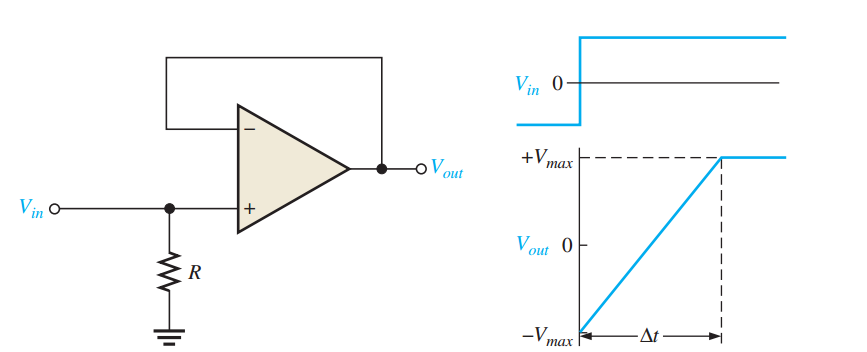 −
V_out
V_in
+
R
V_in 0
+V_max
V_out 0
−V_max
Δt